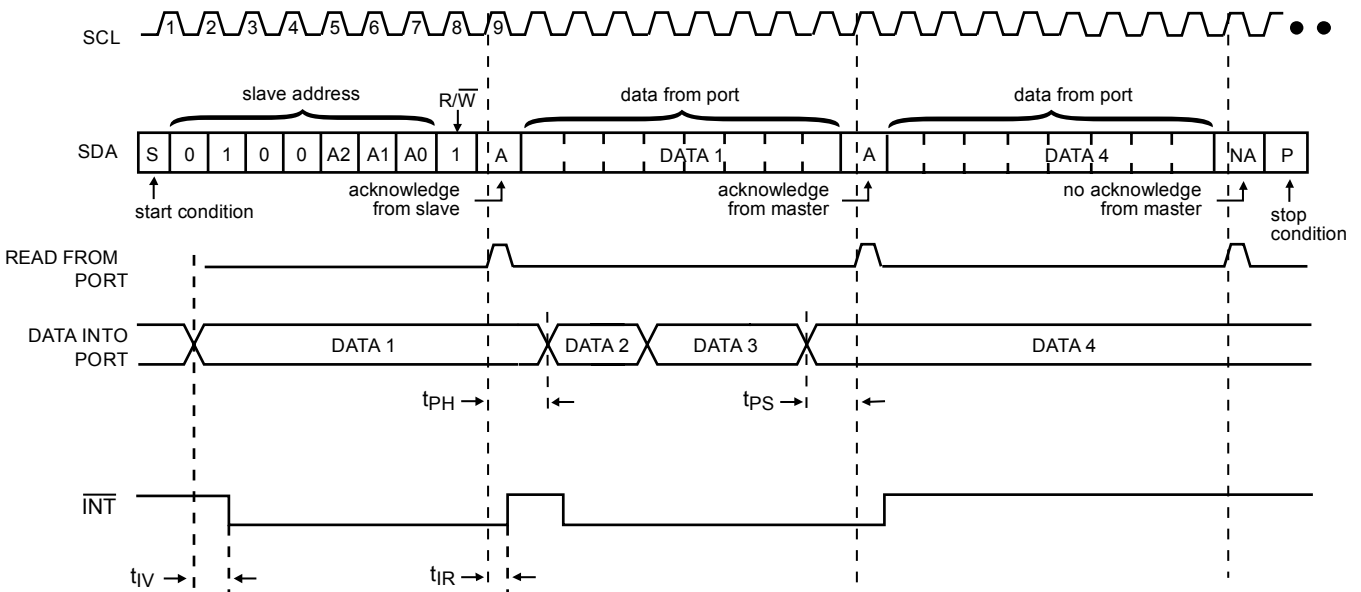 SCL
1 2 3 4 5 6 7 8 9
slave address
R/W̅
data from port
data from port
SDA
S 0 1 0 0 A2 A1 A0 1 A DATA 1 A DATA 4 NA P
start condition
acknowledge
from slave
acknowledge
from master
no acknowledge
from master
stop
condition
READ FROM
PORT
DATA INTO
PORT
DATA 1 DATA 2 DATA 3 DATA 4
tPH
tPS
I̅N̅T̅
tIV
tIR